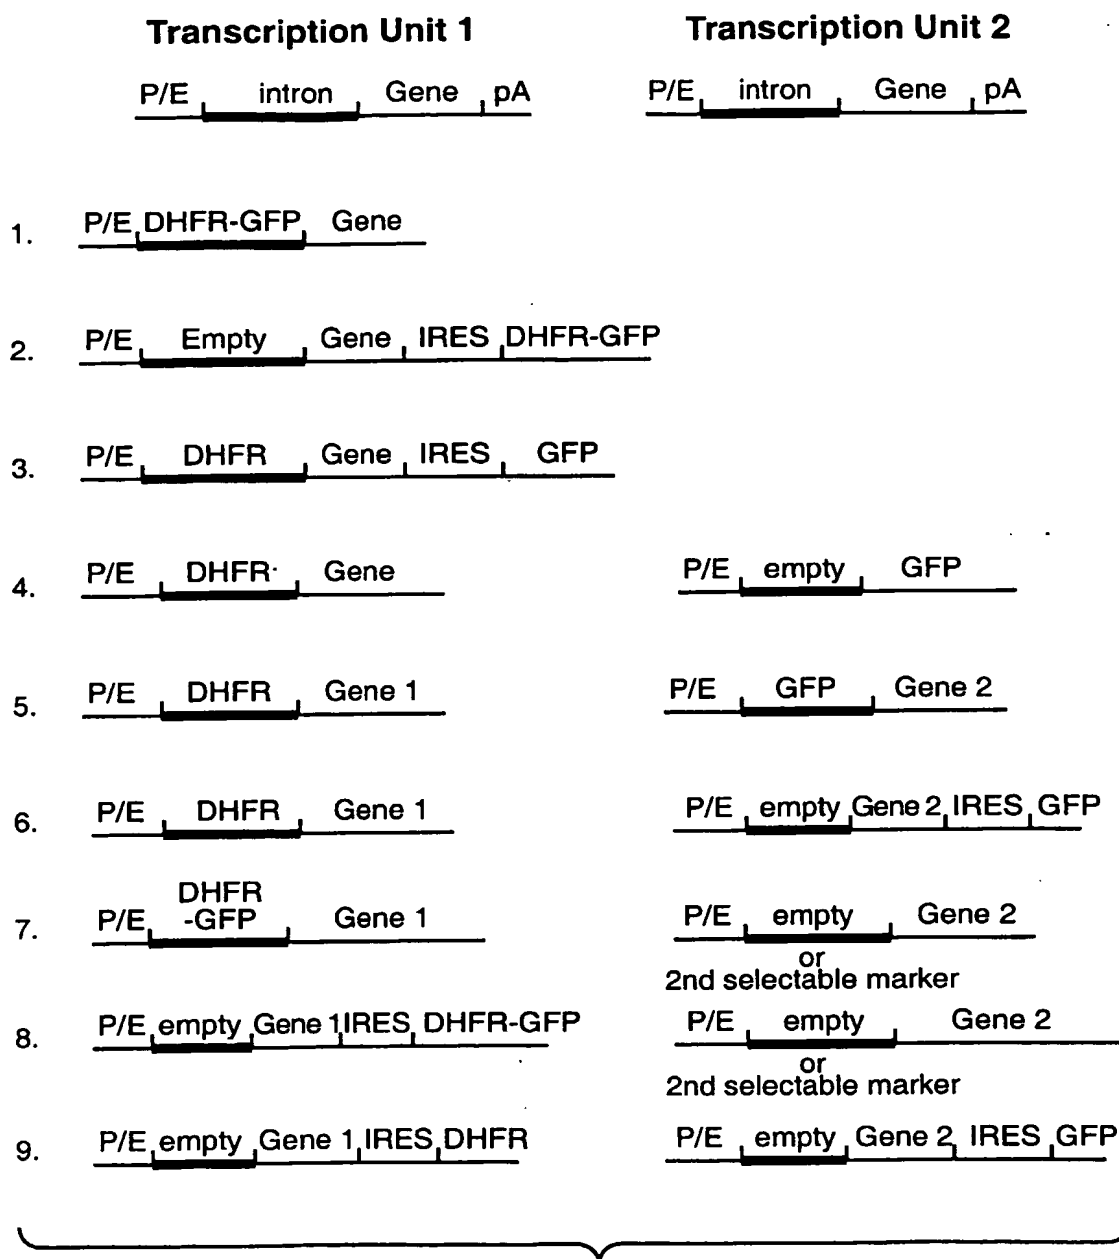 Transcription Unit 1 Transcription Unit 2
P/E intron Gene pA P/E intron Gene pA
1. P/E DHFR-GFP Gene
2. P/E Empty Gene IRES DHFR-GFP
3. P/E DHFR Gene IRES GFP
4. P/E DHFR Gene P/E empty GFP
5. P/E DHFR Gene 1 P/E GFP Gene 2
6. P/E DHFR Gene 1 P/E empty Gene 2 IRES GFP
DHFR
7. P/E -GFP Gene 1 P/E empty Gene 2
or
2nd selectable marker
8. P/E empty Gene 1 IRES DHFR-GFP P/E empty Gene 2
or
2nd selectable marker
9. P/E empty Gene 1 IRES DHFR P/E empty Gene 2 IRES GFP